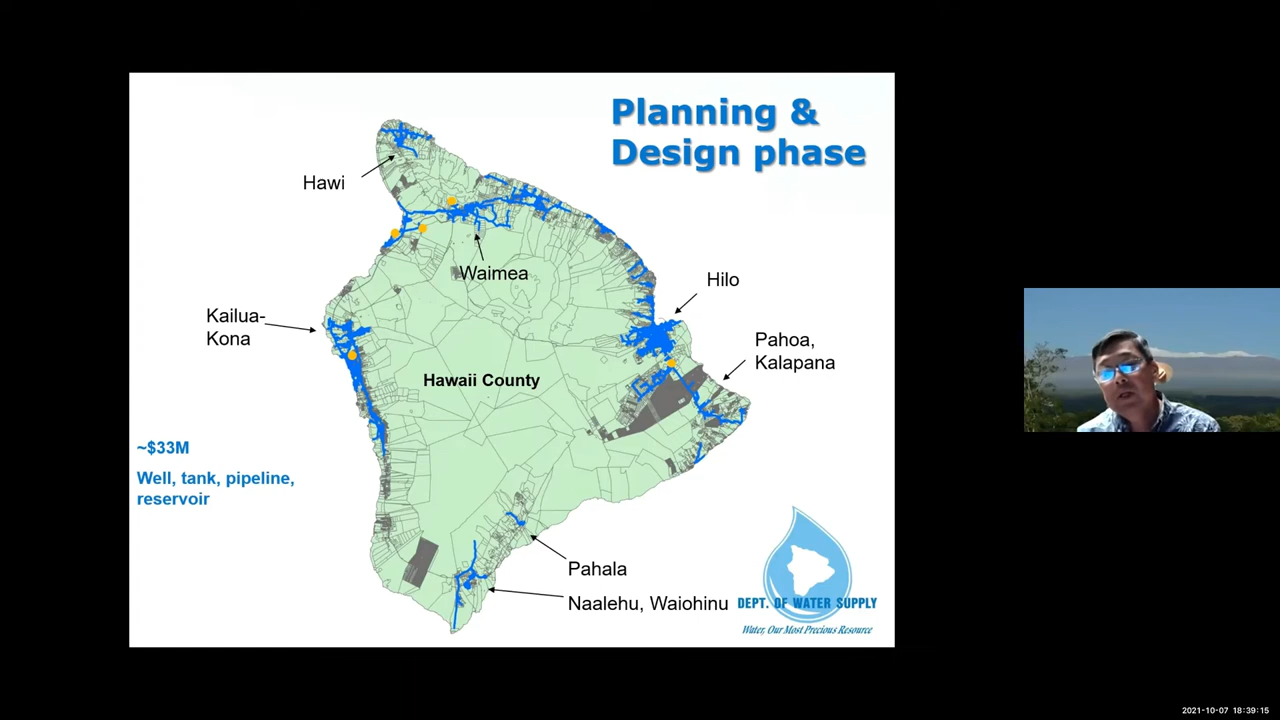 Planning &
Design phase
Hawi
Waimea
Hilo
Kailua-
Kona
Pahoa,
Kalapana
Hawaii County
~$33M
Well, tank, pipeline,
reservoir
Pahala
Naalehu, Waiohinu
DEPT. OF WATER SUPPLY
Water, Our Most Precious Resource
2021-10-07 18:39:15